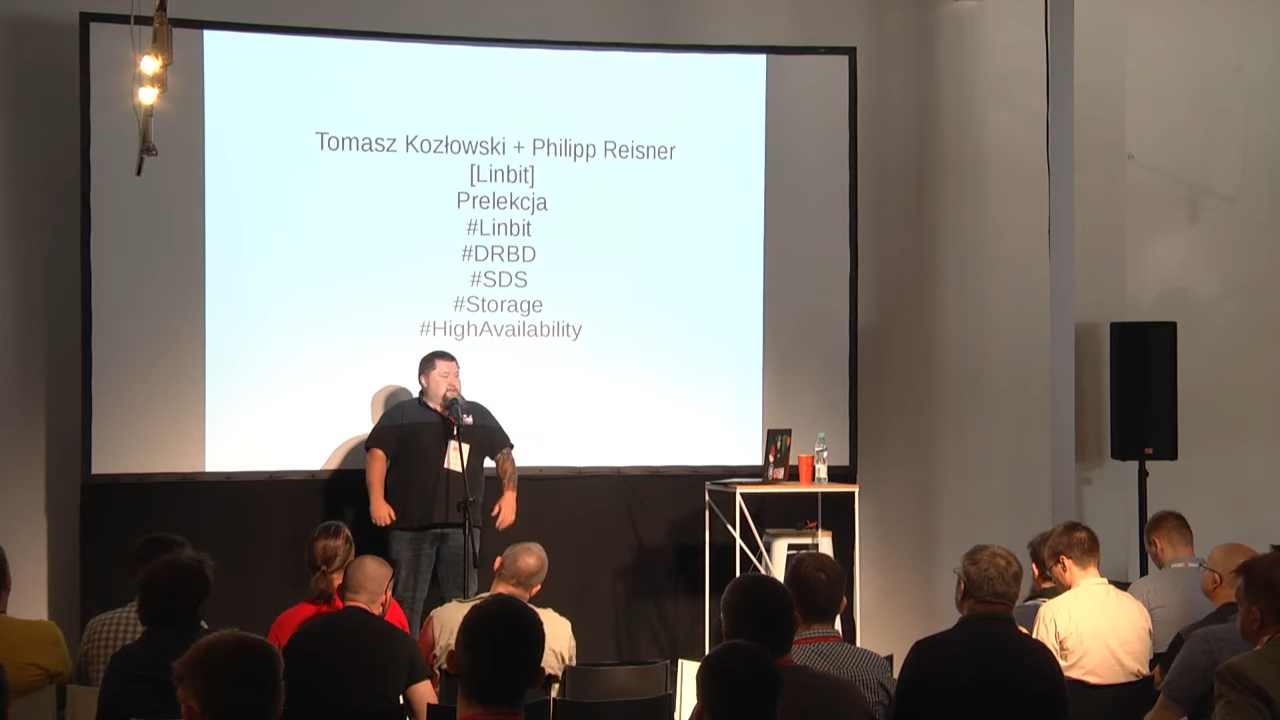 Tomasz Kozłowski + Philipp Reisner
[Linbit]
Prelekcja
#Linbit
#DRBD
#SDS
#Storage
#HighAvailability